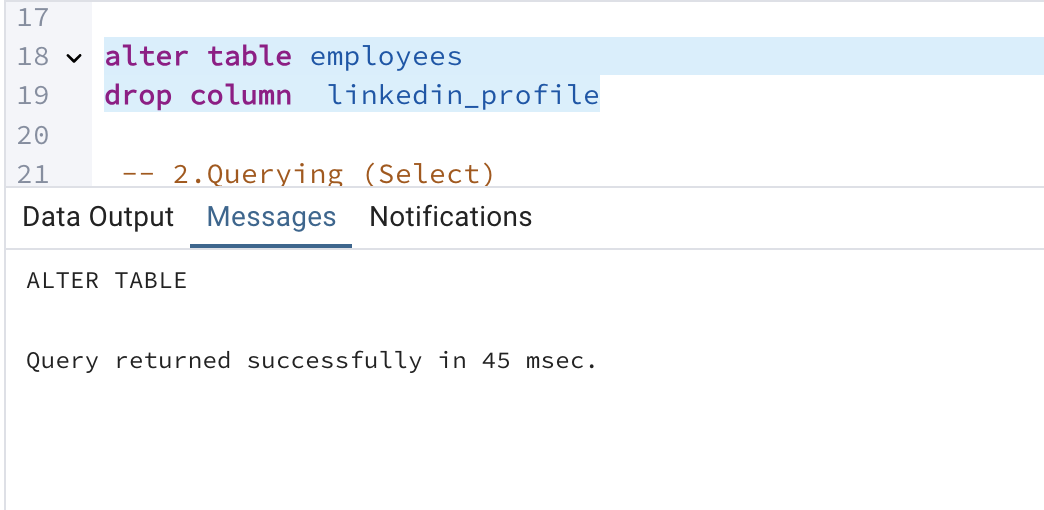 17
18 alter table employees
19 drop column  linkedin_profile
20
21 -- 2.Querying (Select)
Data Output Messages Notifications
ALTER TABLE
Query returned successfully in 45 msec.